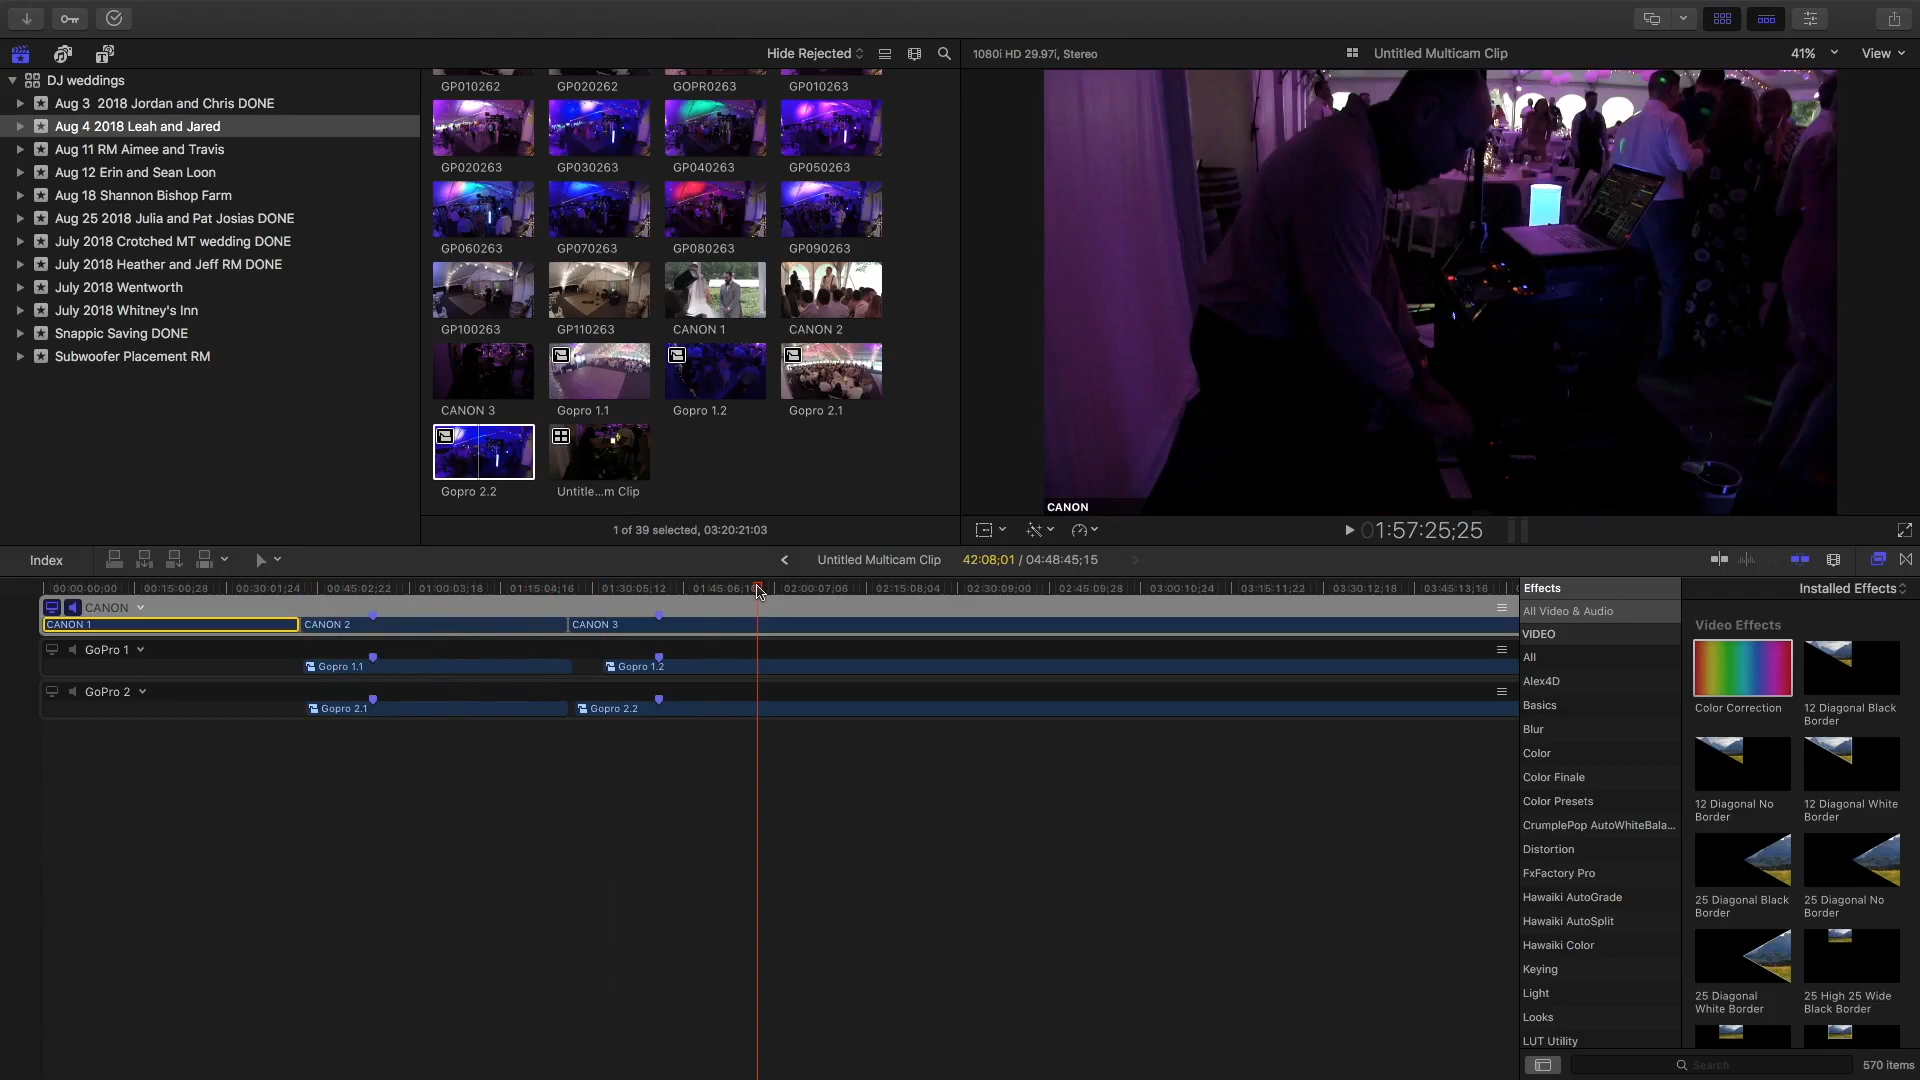 Hide Rejected
1080i HD 29.97i, Stereo
Untitled Multicam Clip
41%
View
DJ weddings
Aug 3  2018 Jordan and Chris DONE
Aug 4 2018 Leah and Jared
Aug 11 RM Aimee and Travis
Aug 12 Erin and Sean Loon
Aug 18 Shannon Bishop Farm
Aug 25 2018 Julia and Pat Josias DONE
July 2018 Crotched MT wedding DONE
July 2018 Heather and Jeff RM DONE
July 2018 Wentworth
July 2018 Whitney's Inn
Snappic Saving DONE
Subwoofer Placement RM
GP010262
GP020262
GOPR0263
GP010263
GP020263
GP030263
GP040263
GP050263
GP060263
GP070263
GP080263
GP090263
GP100263
GP110263
CANON 1
CANON 2
CANON 3
Gopro 1.1
Gopro 1.2
Gopro 2.1
Gopro 2.2
Untitle...m Clip
1 of 39 selected, 03:20:21:03
CANON
01:57:25;25
Index
Untitled Multicam Clip
42:08;01 / 04:48:45;15
00:00:00;00
00:15:00;28
00:30:01;24
00:45:02;22
01:00:03;18
01:15:04;16
01:30:05;12
01:45:06;
02:00:07;06
02:15:08;04
02:30:09;00
02:45:09;28
03:00:10;24
03:15:11;22
03:30:12;18
03:45:13;16
CANON
CANON 1
CANON 2
CANON 3
GoPro 1
Gopro 1.1
Gopro 1.2
GoPro 2
Gopro 2.1
Gopro 2.2
Effects
Installed Effects
All Video & Audio
VIDEO
All
Alex4D
Basics
Blur
Color
Color Finale
Color Presets
CrumplePop AutoWhiteBala...
Distortion
FxFactory Pro
Hawaiki AutoGrade
Hawaiki AutoSplit
Hawaiki Color
Keying
Light
Looks
LUT Utility
Video Effects
Color Correction
12 Diagonal Black
Border
12 Diagonal No
Border
12 Diagonal White
Border
25 Diagonal Black
Border
25 Diagonal No
Border
25 Diagonal
White Border
25 High 25 Wide
Black Border
Search
570 items